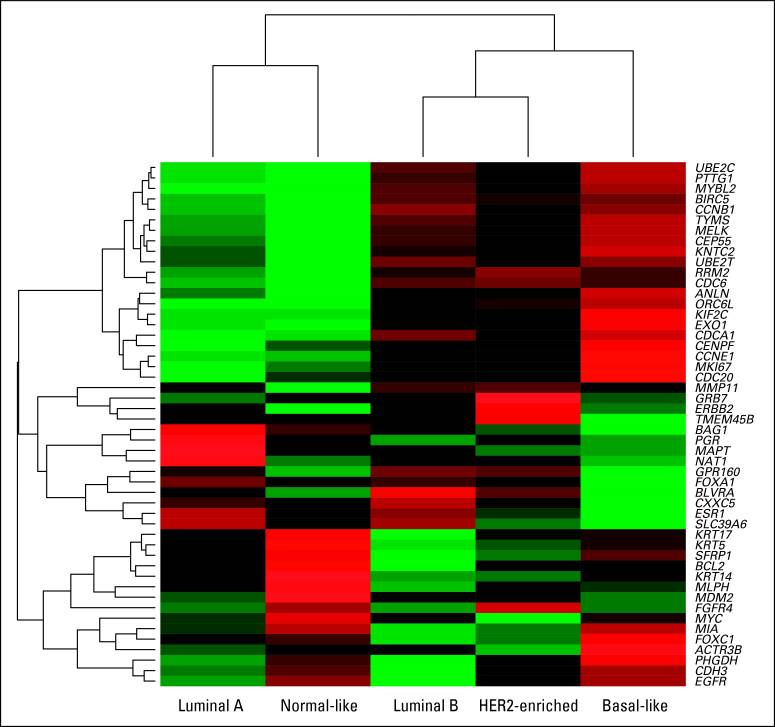 UBE2C
PTTG1
MYBL2
BIRC5
CCNB1
TYMS
MELK
CEP55
KNTC2
UBE2T
RRM2
CDC6
ANLN
ORC6L
KIF2C
EXO1
CDCA1
CENPF
CCNE1
MKI67
CDC20
MMP11
GRB7
ERBB2
TMEM45B
BAG1
PGR
MAPT
NAT1
GPR160
FOXA1
BLVRA
CXXC5
ESR1
SLC39A6
KRT17
KRT5
SFRP1
BCL2
KRT14
MLPH
MDM2
FGFR4
MYC
MIA
FOXC1
ACTR3B
PHGDH
CDH3
EGFR
Luminal A Normal-like Luminal B HER2-enriched Basal-like